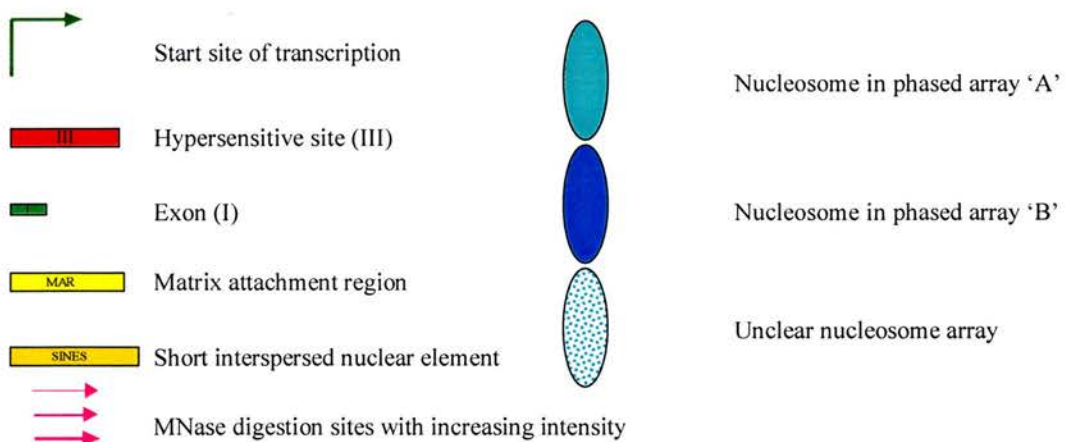 Start site of transcription
III
Hypersensitive site (III)
Exon (I)
MAR
Matrix attachment region
SINES
Short interspersed nuclear element
MNase digestion sites with increasing intensity
Nucleosome in phased array ‘A’
Nucleosome in phased array ‘B’
Unclear nucleosome array